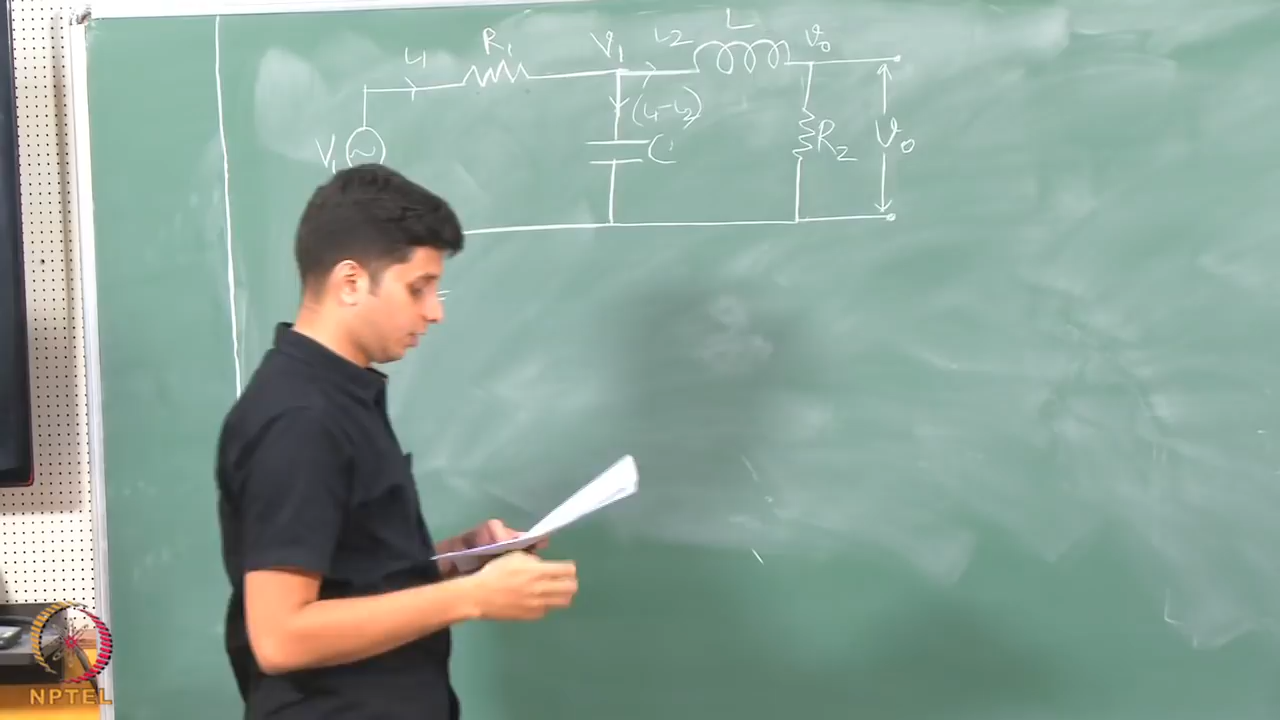 i₁ R₁ V₁ i₂ L v₀
(i₁-i₂)
Vᵢ C R₂ v₀
=
NPTEL